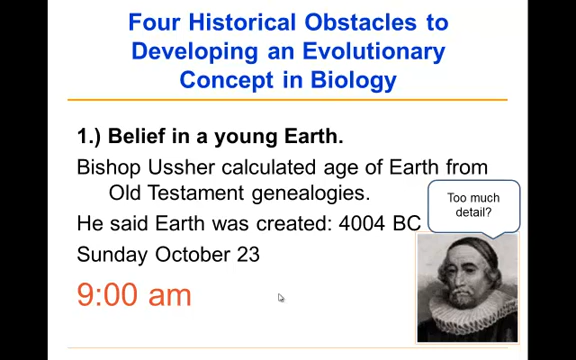 Four Historical Obstacles to
Developing an Evolutionary
Concept in Biology
1.) Belief in a young Earth.
Bishop Ussher calculated age of Earth from
Old Testament genealogies.
He said Earth was created: 4004 BC
Sunday October 23
9:00 am
Too much
detail?